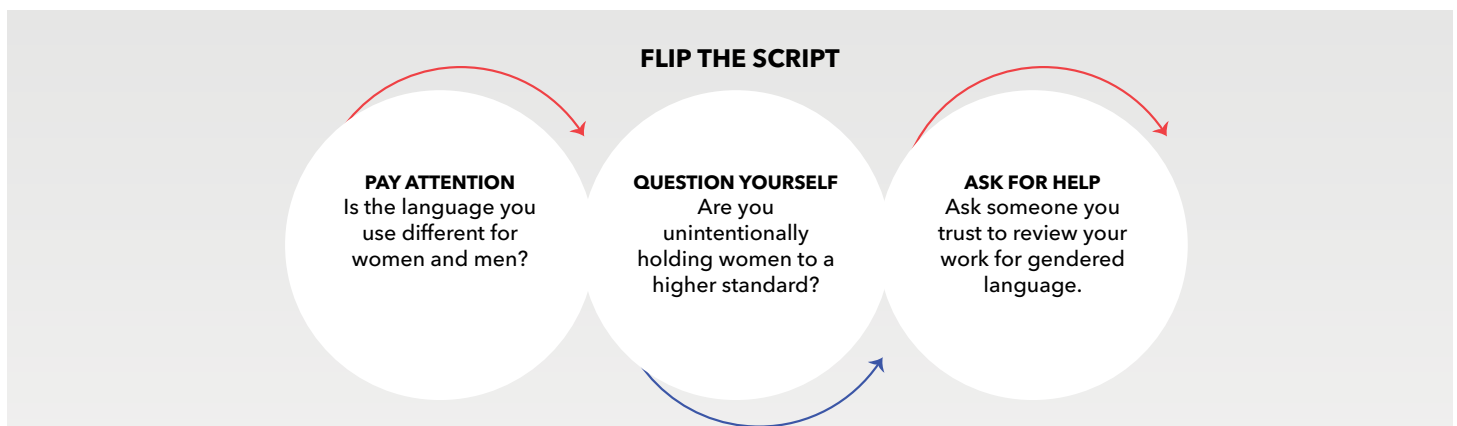 FLIP THE SCRIPT
PAY ATTENTION
Is the language you
use different for
women and men?
QUESTION YOURSELF
Are you
unintentionally
holding women to a
higher standard?
ASK FOR HELP
Ask someone you
trust to review your
work for gendered
language.